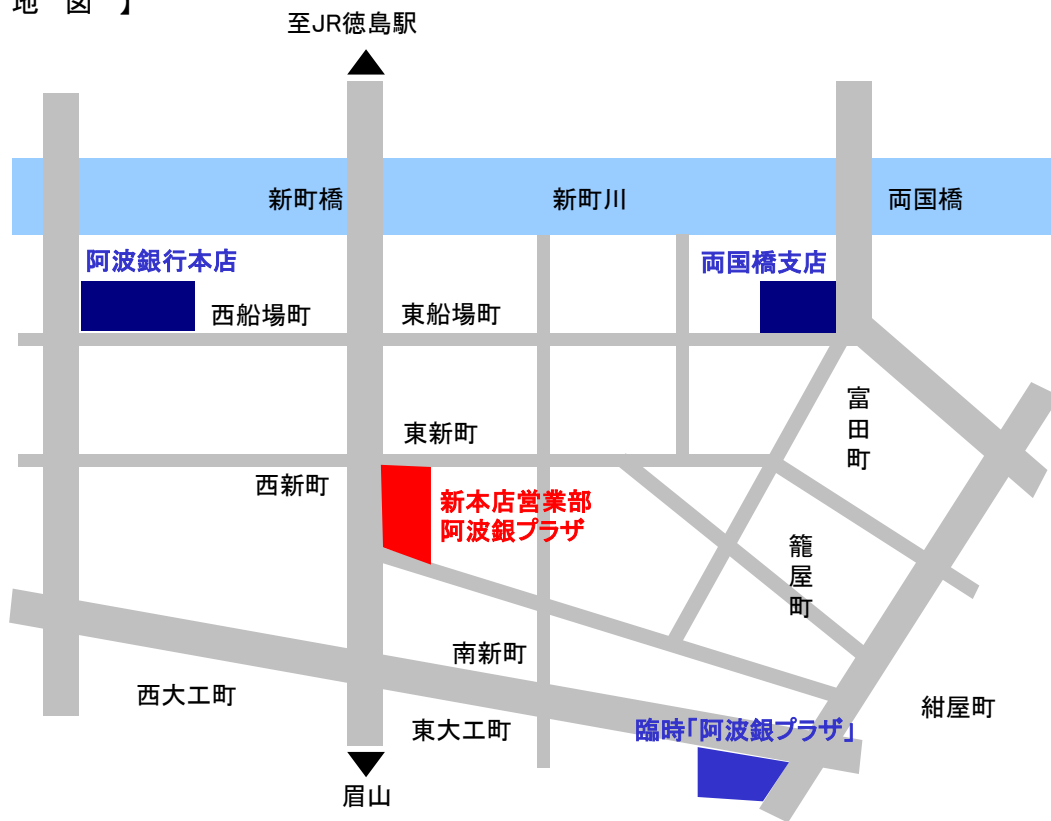 地　図　】
至JR徳島駅
新町橋
新町川
両国橋
阿波銀行本店
両国橋支店
西船場町
東船場町
富田町
東新町
西新町
新本店営業部
阿波銀プラザ
籠屋町
南新町
西大工町
紺屋町
東大工町
臨時「阿波銀プラザ」
眉山